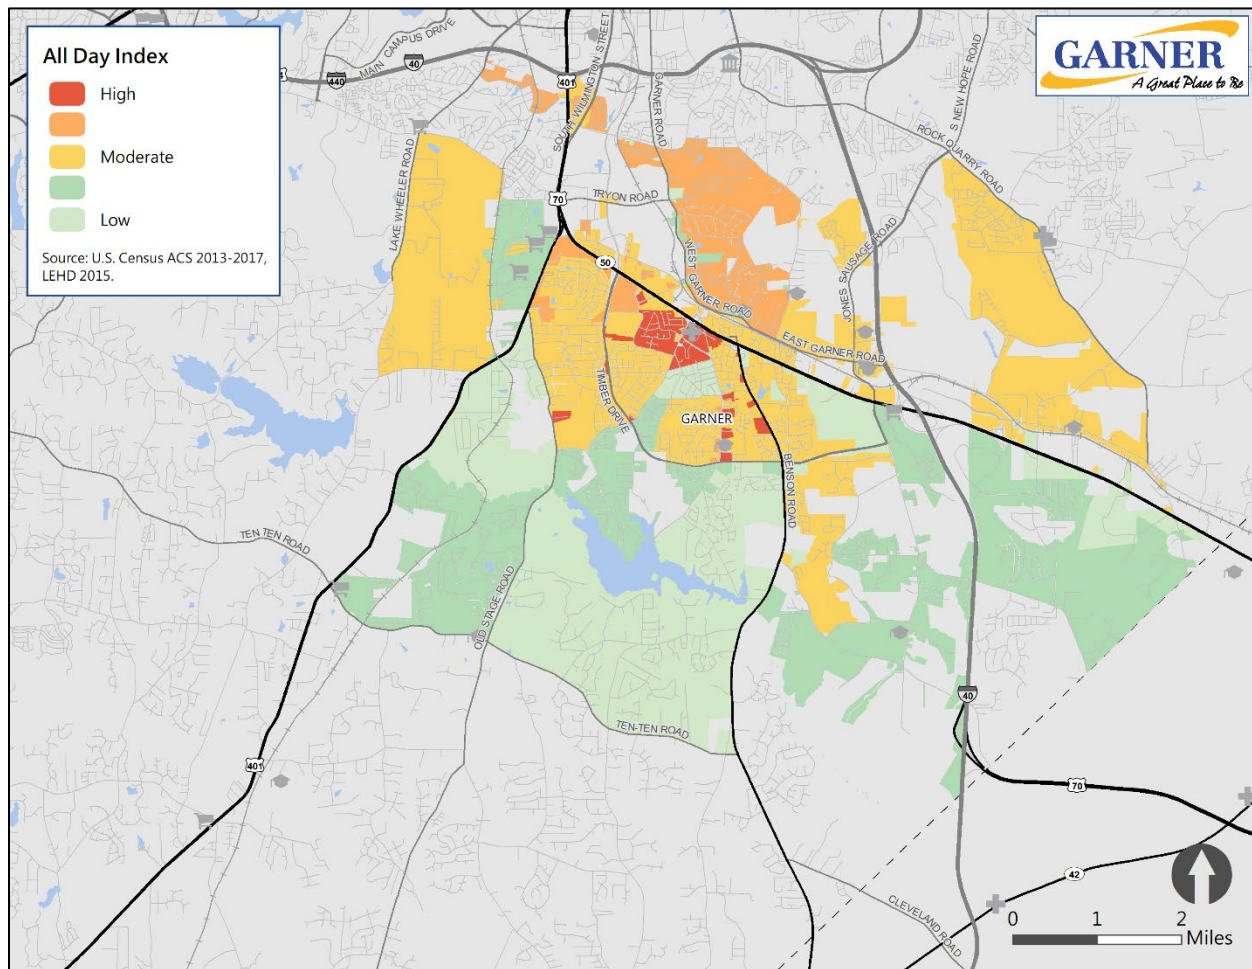 All Day Index
High
Moderate
Low
Source: U.S. Census ACS 2013-2017,
LEHD 2015.
GARNER
A Great Place to Be
MAIN CAMPUS DRIVE
40
440
401
SOUTH WILMINGTON STREET
GARNER ROAD
S NEW HOPE ROAD
ROCK QUARRY ROAD
LAKE WHEELER ROAD
70
TRYON ROAD
50
WEST GARNER ROAD
JONES SAUSAGE ROAD
EAST GARNER ROAD
TIMBER DRIVE
GARNER
BENSON ROAD
TEN TEN ROAD
OLD STAGE ROAD
TEN-TEN ROAD
40
401
70
42
CLEVELAND ROAD
0 1 2
Miles